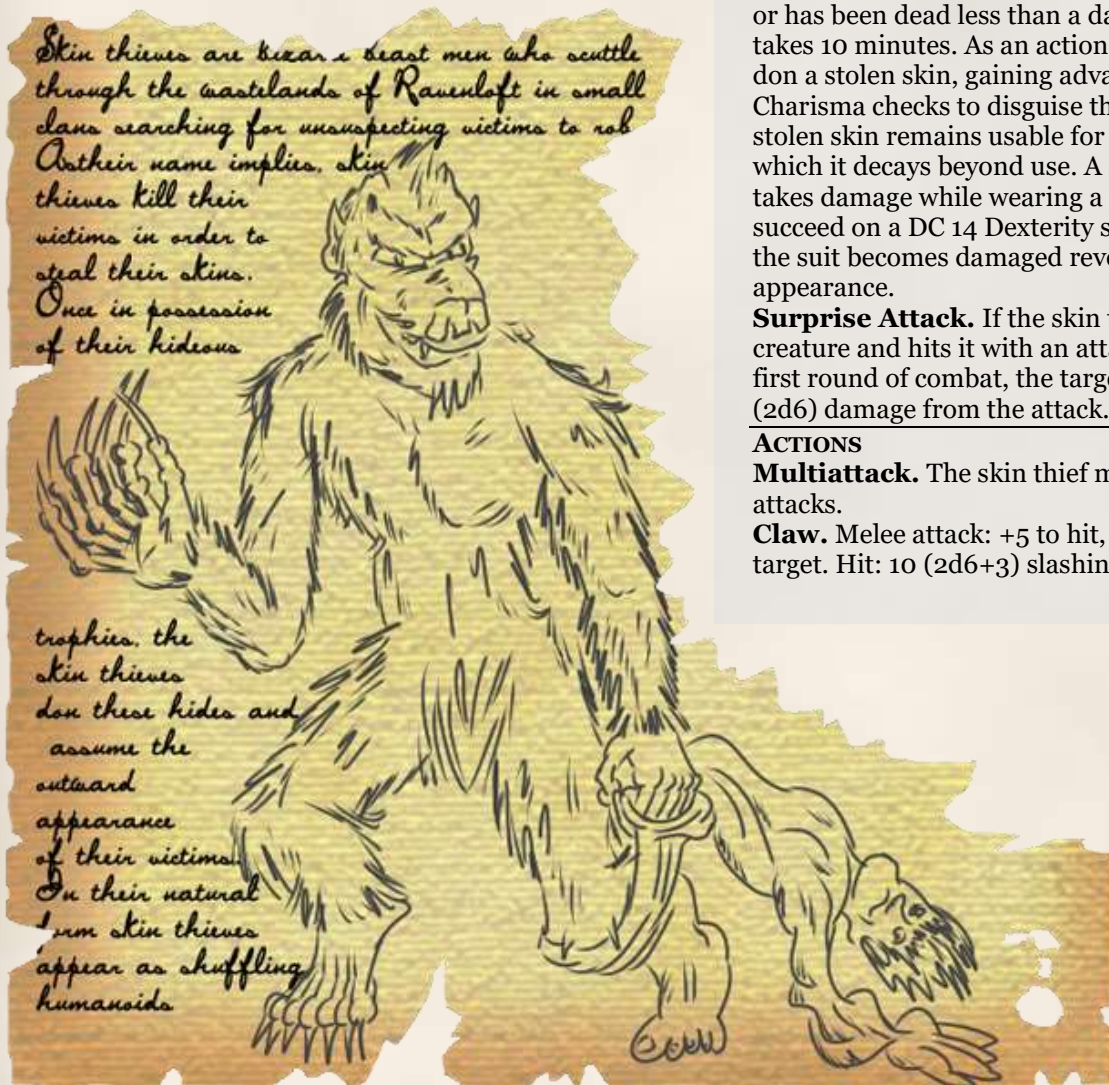 Skin thieves are bizare beast men who scuttle
through the wastelands of Ravenloft in small
clans searching for unsuspecting victims to rob
Astheir name implies, skin
thieves kill their
victims in order to
steal their skins.
Once in possession
of their hideous
trophies, the
skin thieves
don these hides and
assume the
outward
appearance
of their victims.
In their natural
form skin thieves
appear as shuffling
humanoids
or has been dead less than a da
takes 10 minutes. As an action
don a stolen skin, gaining adva
Charisma checks to disguise th
stolen skin remains usable for
which it decays beyond use. A
takes damage while wearing a
succeed on a DC 14 Dexterity s
the suit becomes damaged reve
appearance.
Surprise Attack. If the skin t
creature and hits it with an atta
first round of combat, the targe
(2d6) damage from the attack.
ACTIONS
Multiattack. The skin thief m
attacks.
Claw. Melee attack: +5 to hit,
target. Hit: 10 (2d6+3) slashin